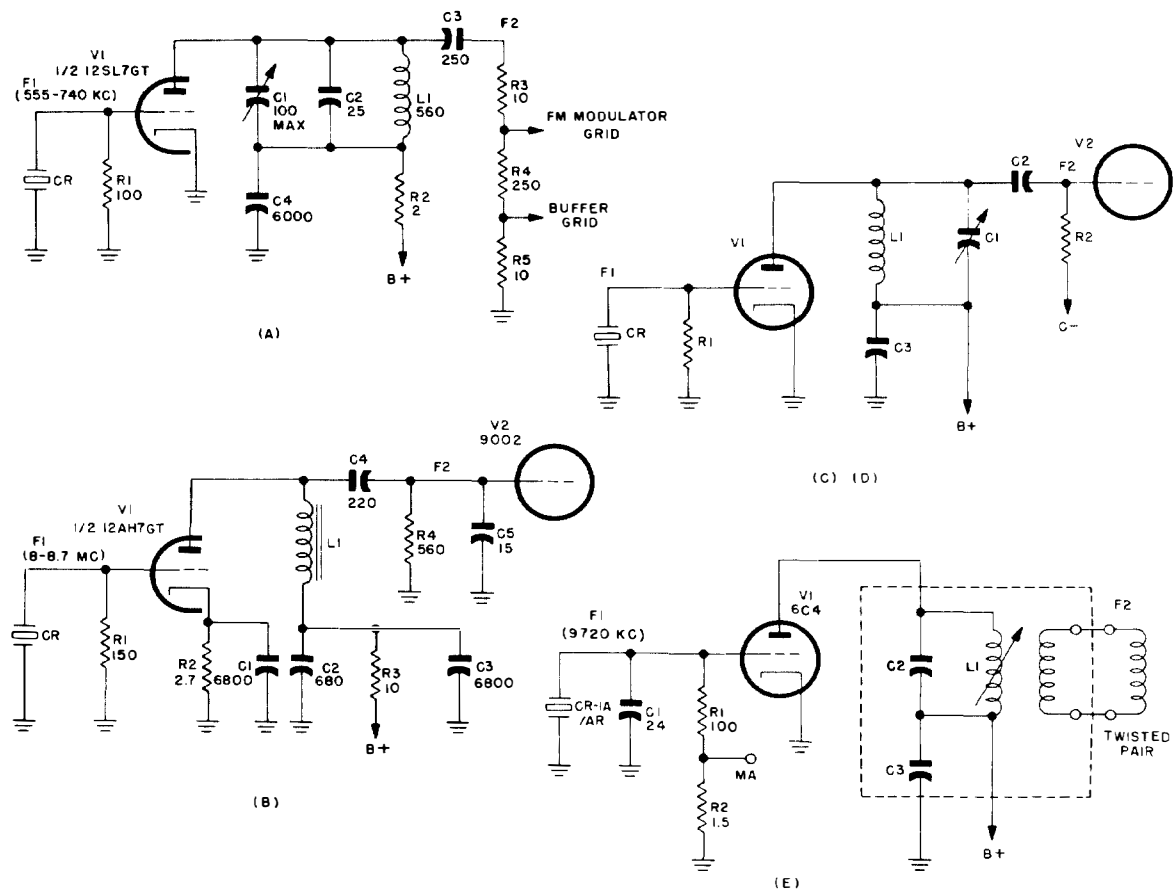 V1
1/2 12SL7GT
F1
(555-740 KC)
CR
R1
100
C1
100
MAX
C2
25
L1
560
C3
250
F2
R3
10
FM MODULATOR
GRID
R4
250
BUFFER
GRID
R5
10
C4
6000
R2
2
B+
(A)
V1
F1
CR
R1
L1
C1
C2
F2
V2
R2
C-
C3
B+
(C) (D)
V1
1/2 12AH7GT
F1
(8-8.7 MC)
CR
R1
150
R2
2.7
C1
6800
L1
C2
680
R3
10
C3
6800
B+
C4
220
F2
R4
560
C5
15
V2
9002
(B)
V1
6C4
F1
(9720 KC)
CR-1A
/AR
C1
24
R1
100
MA
R2
1.5
C2
L1
C3
F2
TWISTED
PAIR
B+
(E)